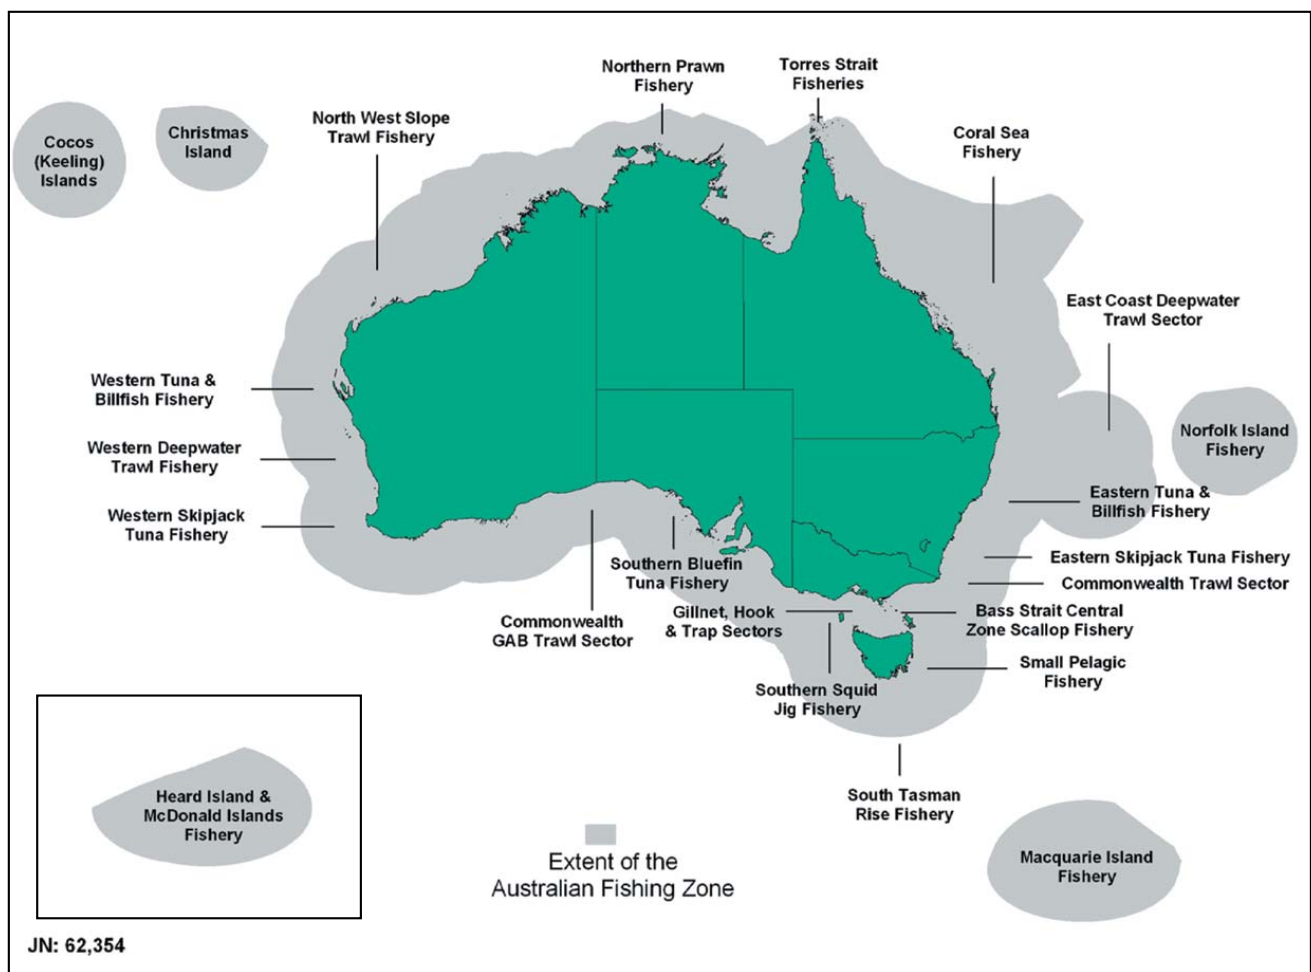 Northern Prawn
Fishery
Torres Strait
Fisheries
North West Slope
Trawl Fishery
Christmas
Island
Cocos
(Keeling)
Islands
Coral Sea
Fishery
East Coast Deepwater
Trawl Sector
Western Tuna &
Billfish Fishery
Norfolk Island
Fishery
Western Deepwater
Trawl Fishery
Eastern Tuna &
Billfish Fishery
Western Skipjack
Tuna Fishery
Eastern Skipjack Tuna Fishery
Southern Bluefin
Tuna Fishery
Commonwealth Trawl Sector
Commonwealth
GAB Trawl Sector
Gillnet, Hook
& Trap Sectors
Bass Strait Central
Zone Scallop Fishery
Small Pelagic
Fishery
Southern Squid
Jig Fishery
South Tasman
Rise Fishery
Heard Island &
McDonald Islands
Fishery
Extent of the
Australian Fishing Zone
Macquarie Island
Fishery
JN: 62,354